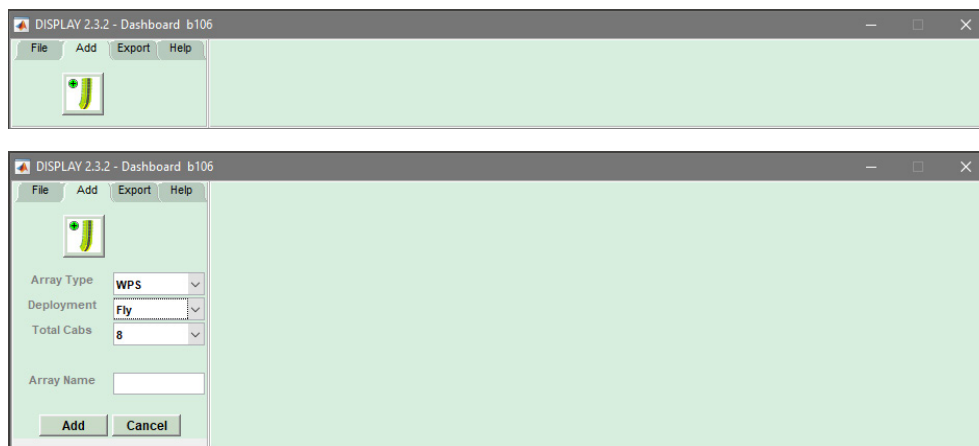 DISPLAY 2.3.2 - Dashboard b106
File Add Export Help
DISPLAY 2.3.2 - Dashboard b106
File Add Export Help
Array Type WPS
Deployment Fly
Total Cabs 8
Array Name
Add Cancel